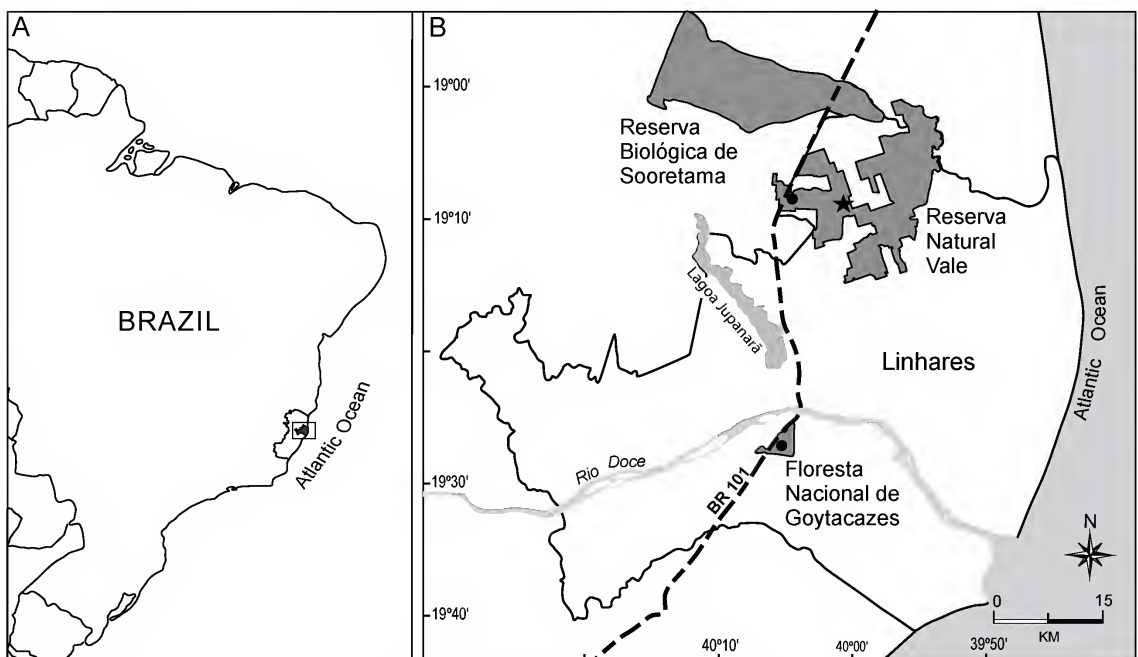 A
BRAZIL
Atlantic Ocean
B
19º00'
19º10'
19º30'
19º40'
Reserva
Biológica de
Sooretama
Reserva
Natural
Vale
Lagoa Jupanarã
Linhares
Atlantic Ocean
Rio Doce
BR 101
Floresta
Nacional de
Goytacazes
N
0 15
KM
40º10' 40º00' 39º50'